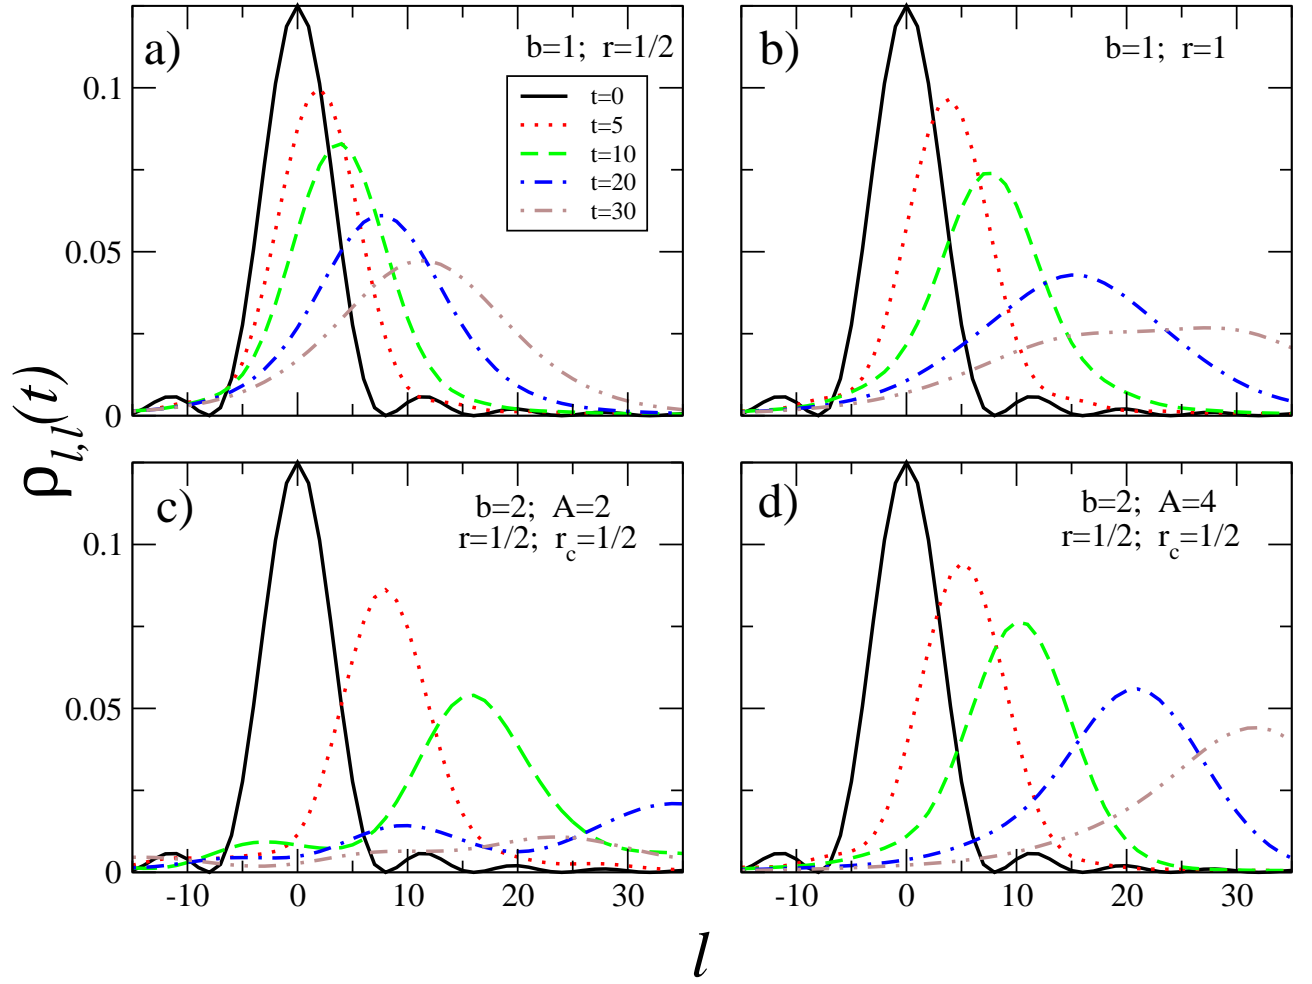 a)
b=1; r=1/2
t=0
t=5
t=10
t=20
t=30
0.1
0.05
0
b)
b=1; r=1
ρl,l(t)
c)
b=2; A=2
r=1/2; rc=1/2
0.1
0.05
0
-10 0 10 20 30
d)
b=2; A=4
r=1/2; rc=1/2
-10 0 10 20 30
l